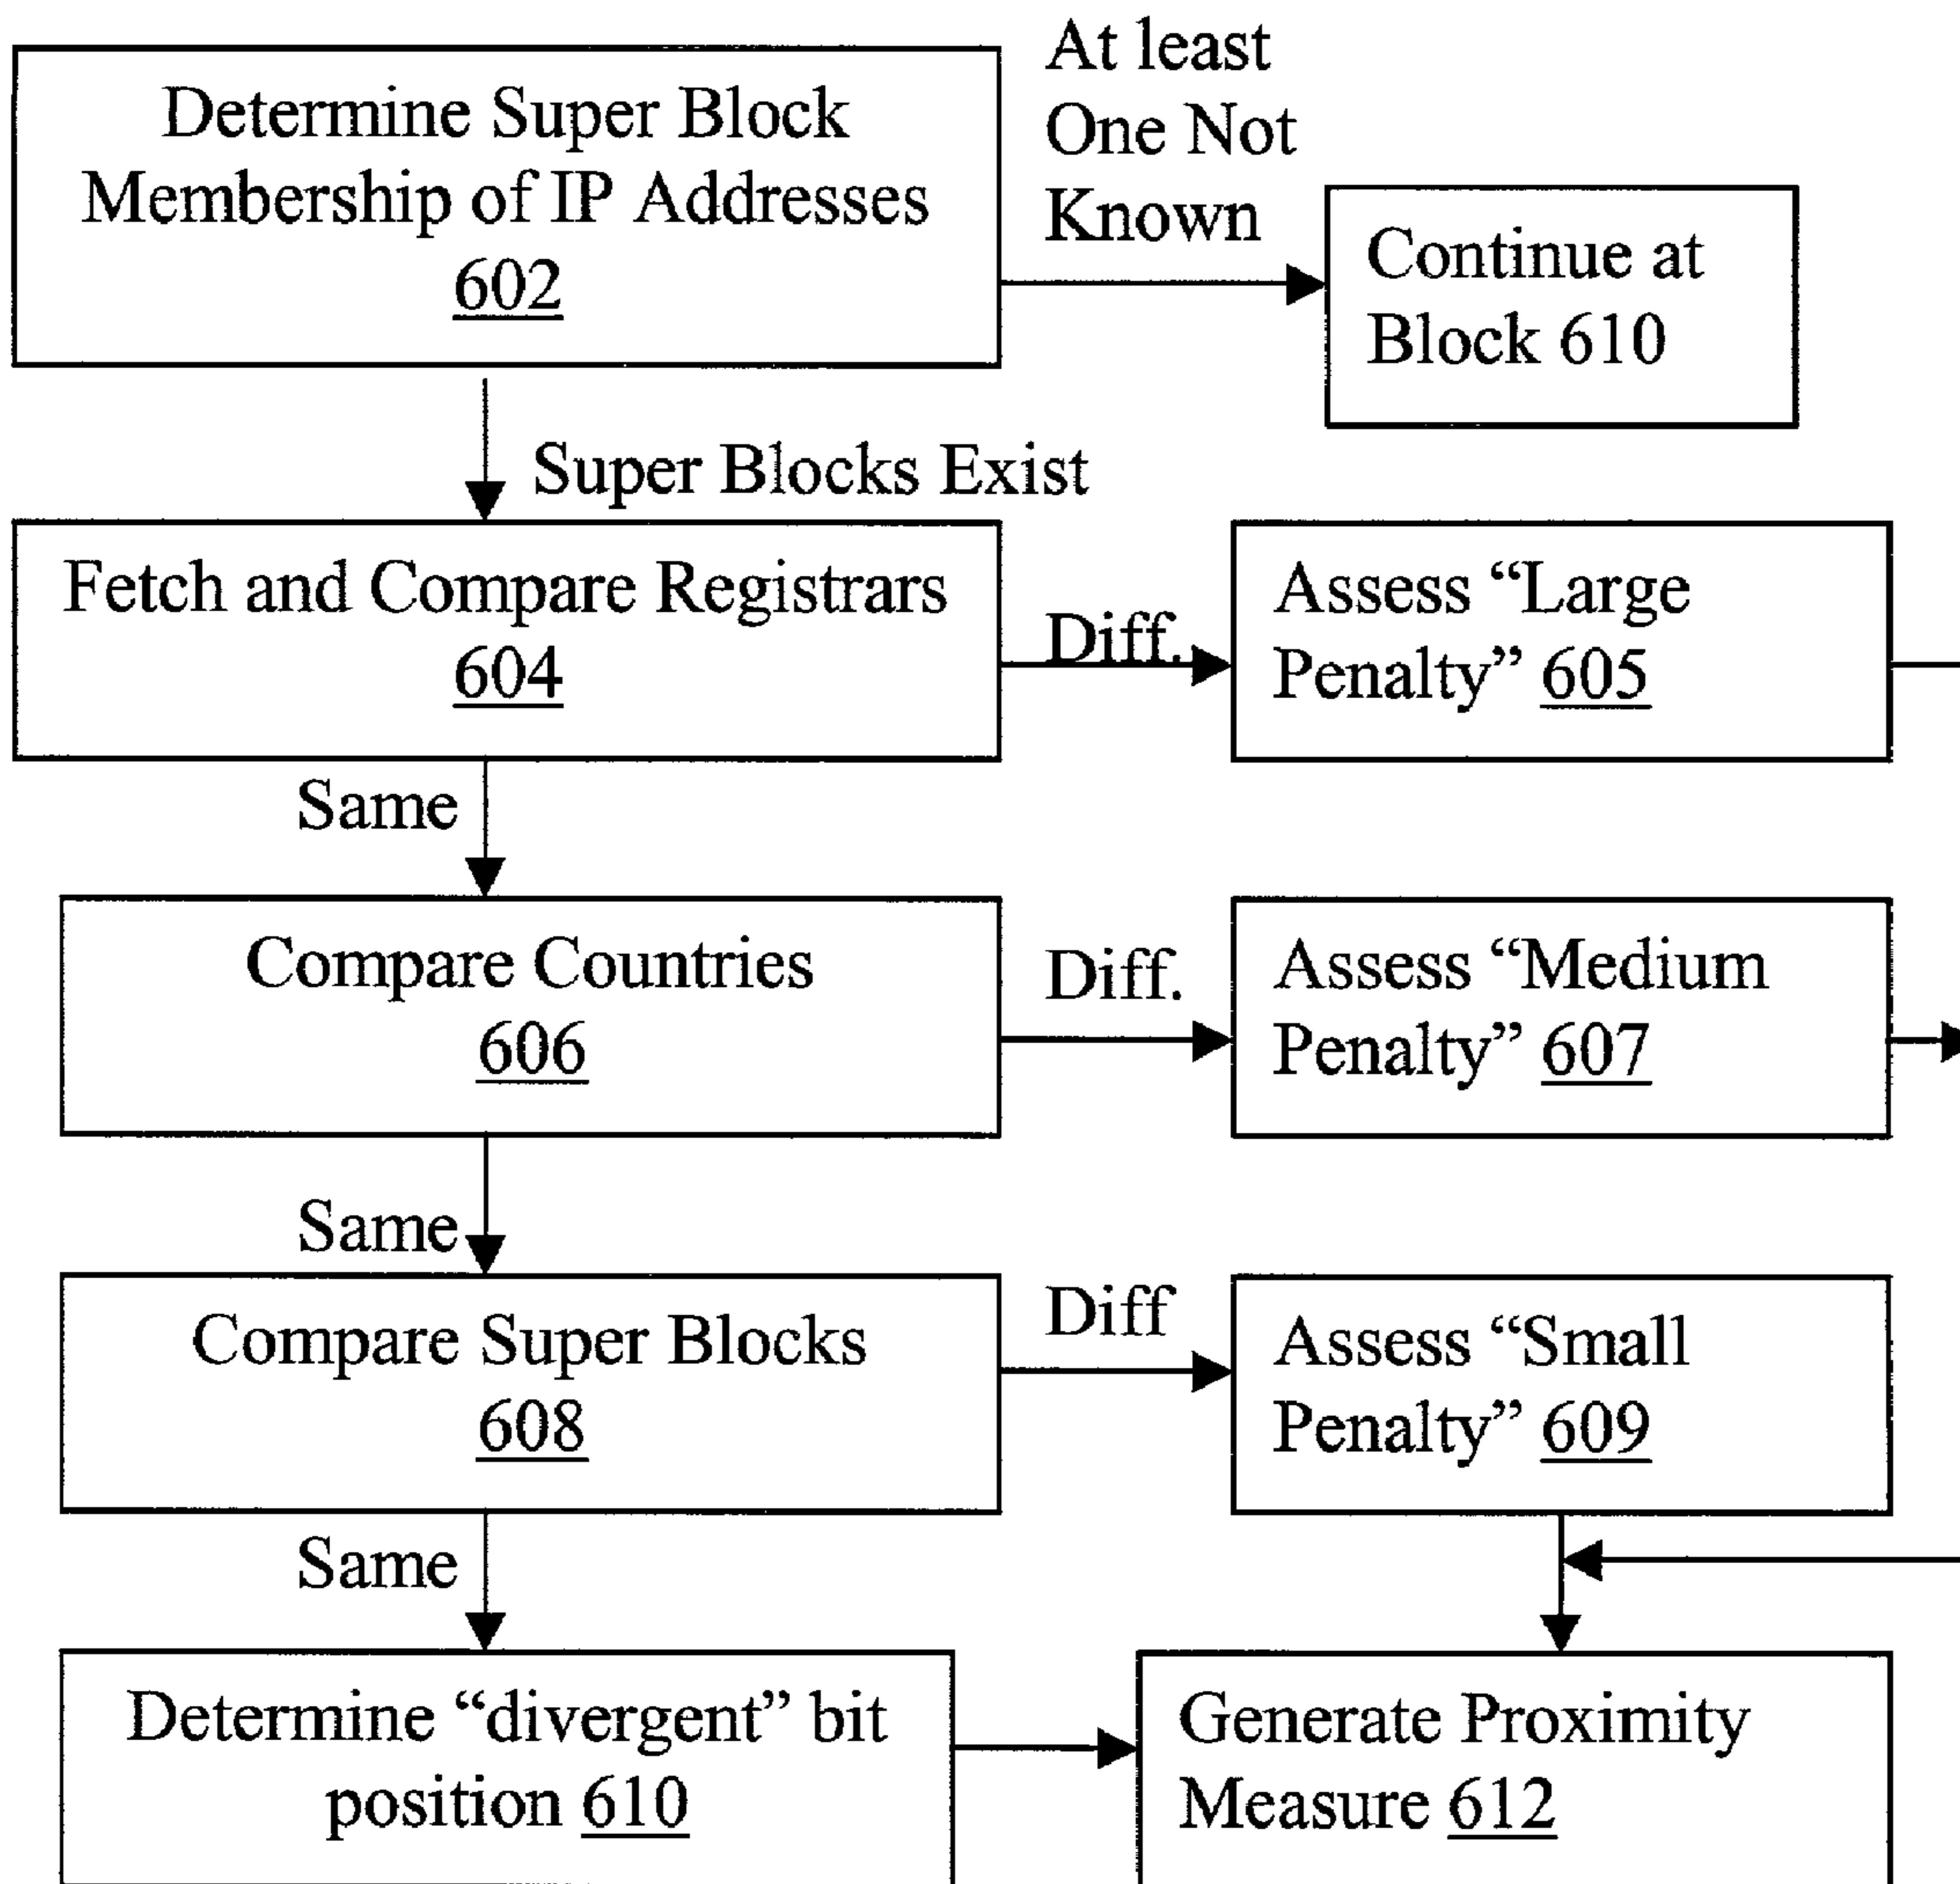 Determine Super Block
Membership of IP Addresses
602
At least
One Not
Known
Continue at
Block 610
Super Blocks Exist
Fetch and Compare Registrars
604
Diff.
Assess “Large
Penalty” 605
Same
Compare Countries
606
Diff.
Assess “Medium
Penalty” 607
Same
Compare Super Blocks
608
Diff
Assess “Small
Penalty” 609
Same
Determine “divergent” bit
position 610
Generate Proximity
Measure 612